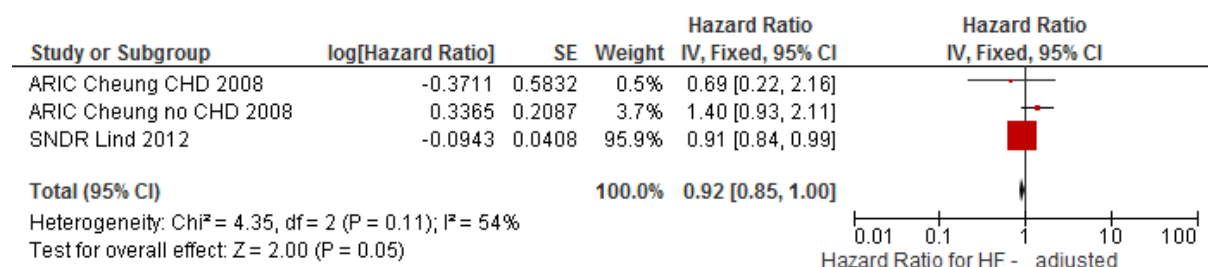 Hazard Ratio Hazard Ratio
Study or Subgroup log[Hazard Ratio] SE Weight IV, Fixed, 95% CI IV, Fixed, 95% CI
ARIC Cheung CHD 2008 -0.3711 0.5832 0.5% 0.69 [0.22, 2.16]
ARIC Cheung no CHD 2008 0.3365 0.2087 3.7% 1.40 [0.93, 2.11]
SNDR Lind 2012 -0.0943 0.0408 95.9% 0.91 [0.84, 0.99]
Total (95% CI) 100.0% 0.92 [0.85, 1.00]
Heterogeneity: Chi² = 4.35, df = 2 (P = 0.11); I² = 54%
Test for overall effect: Z = 2.00 (P = 0.05)
0.01 0.1 1 10 100
Hazard Ratio for HF - adjusted